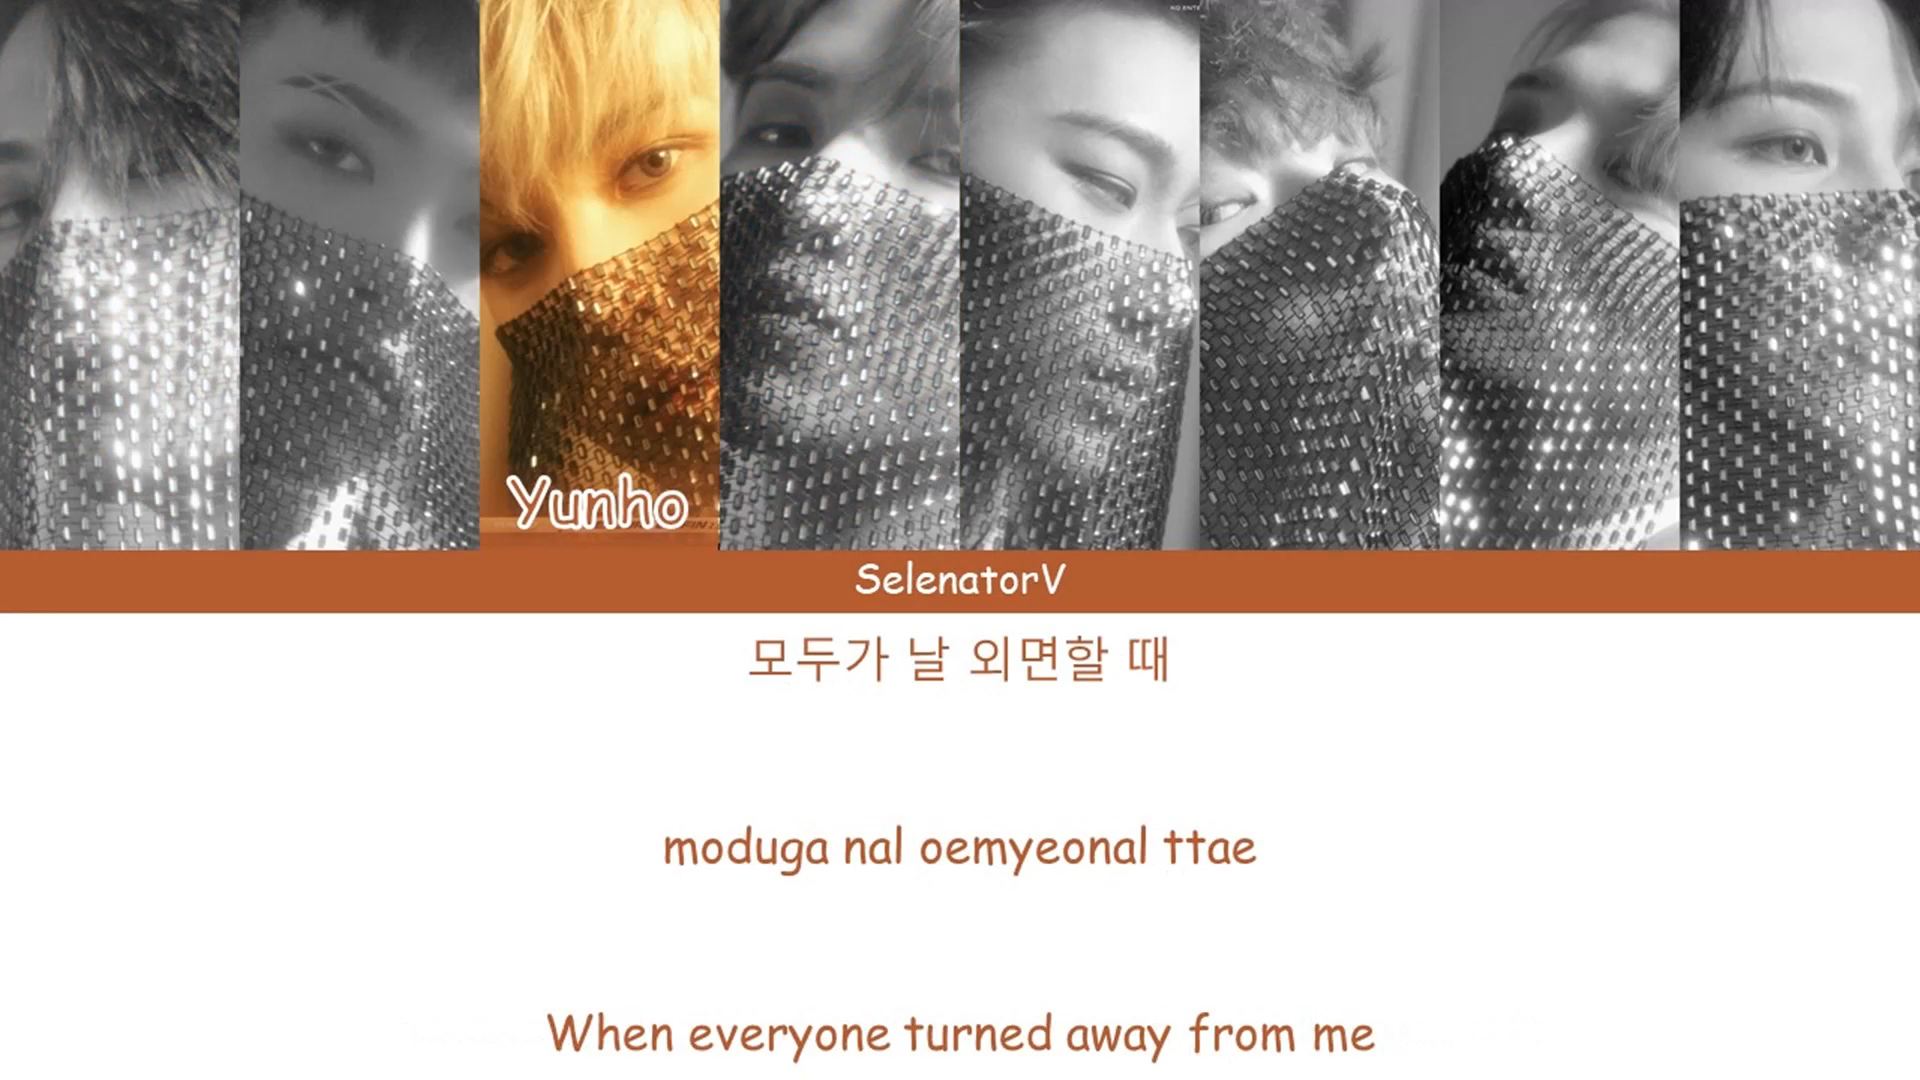 Yunho
SelenatorV
모두가 날 외면할 때
moduga nal oemyeonal ttae
When everyone turned away from me